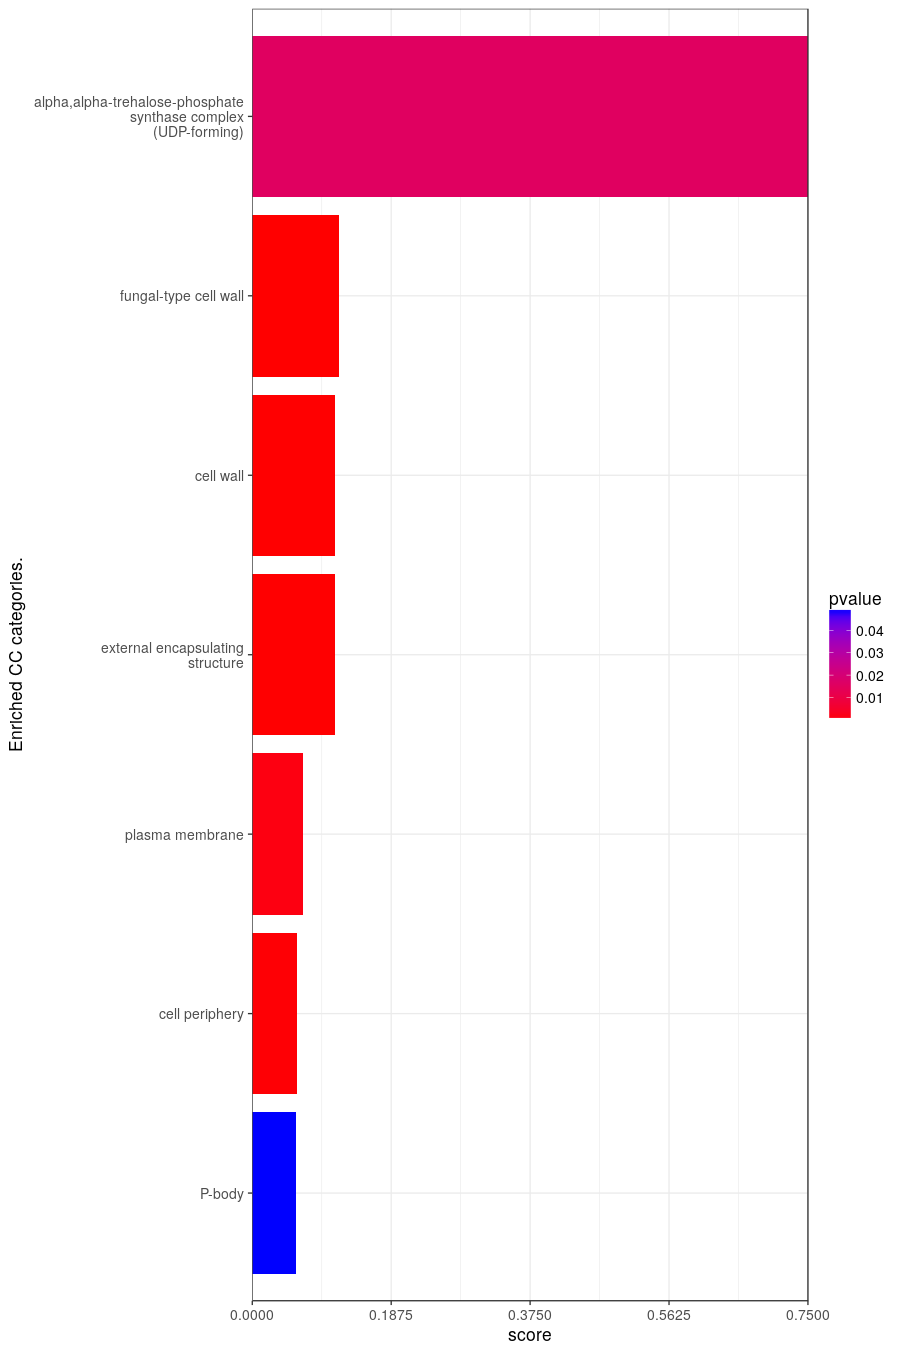 alpha,alpha-trehalose-phosphate
synthase complex
(UDP-forming)
fungal-type cell wall
cell wall
external encapsulating
structure
plasma membrane
cell periphery
P-body
Enriched CC categories.
0.0000
0.1875
0.3750
0.5625
0.7500
score
pvalue
0.04
0.03
0.02
0.01